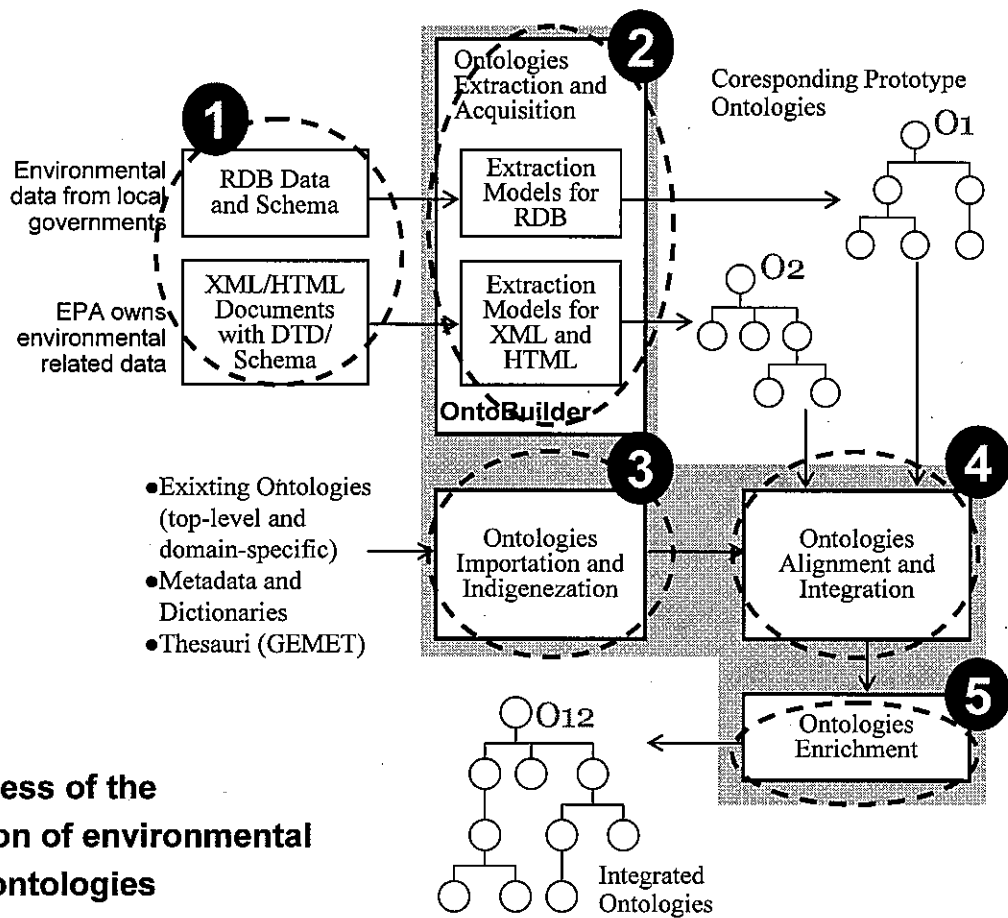 1
2
Ontologies
Extraction and
Acquisition
Coresponding Prototype
Ontologies
O1
Environmental
data from local
governments
RDB Data
and Schema
Extraction
Models for
RDB
O2
EPA owns
environmental
related data
XML/HTML
Documents
with DTD/
Schema
Extraction
Models for
XML and
HTML
OntoBuilder
3
4
●Exixting Ontologies
(top-level and
domain-specific)
●Metadata and
Dictionaries
●Thesauri (GEMET)
Ontologies
Importation and
Indigenezation
Ontologies
Alignment and
Integration
5
Ontologies
Enrichment
O12
Integrated
Ontologies
ess of the
on of environmental
ontologies